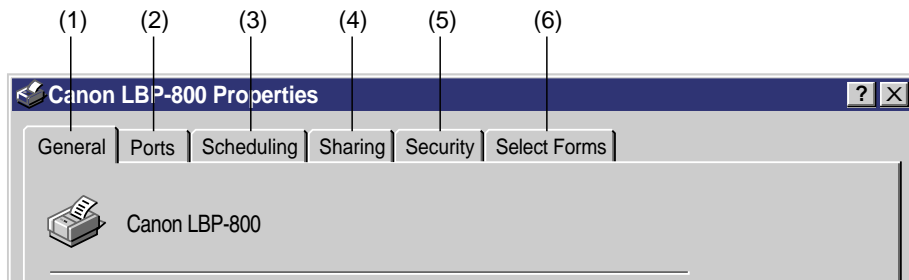 (1) (2) (3) (4) (5) (6)
Canon LBP-800 Properties ? X
General Ports Scheduling Sharing Security Select Forms
Canon LBP-800